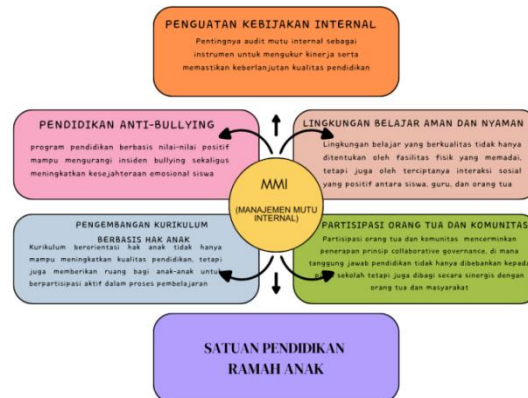 PENGUATAN KEBIJAKAN INTERNAL
Pentingnya audit mutu internal sebagai
instrumen untuk mengukur kinerja serta
memastikan keberlanjutan kualitas pendidikan
PENDIDIKAN ANTI-BULLYING
program pendidikan berbasis nilai-nilai positif
mampu mengurangi insiden bullying sekaligus
meningkatkan kesejahteraan emosional siswa
LINGKUNGAN BELAJAR AMAN DAN NYAMAN
Lingkungan belajar yang berkualitas tidak hanya
ditentukan oleh fasilitas fisik yang memadai,
tetapi juga oleh terciptanya interaksi sosial
yang positif antara siswa, guru, dan orang tua
MMI
(MANAJEMEN MUTU
INTERNAL)
PENGEMBANGAN KURIKULUM
BERBASIS HAK ANAK
Kurikulum berorientasi hak anak tidak hanya
mampu meningkatkan kualitas pendidikan, tetapi
juga memberikan ruang bagi anak-anak untuk
berpartisipasi aktif dalam proses pembelajaran
PARTISIPASI ORANG TUA DAN KOMUNITAS
Partisipasi orang tua dan komunitas mencerminkan
penerapan prinsip collaborative governance, di mana
tanggung jawab pendidikan tidak hanya dibebankan kepada
sekolah tetapi juga dibagi secara sinergis dengan
orang tua dan masyarakat
SATUAN PENDIDIKAN
RAMAH ANAK